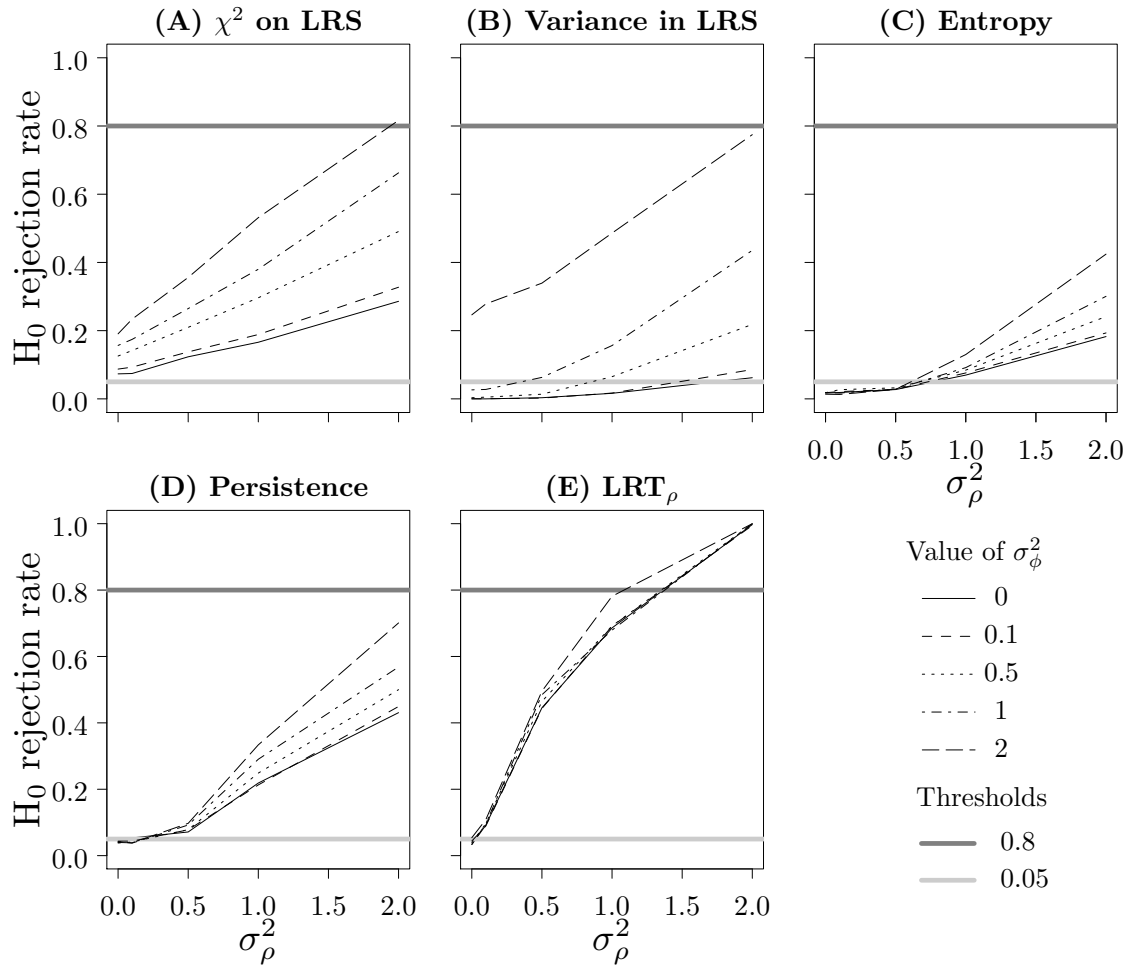 (A) χ² on LRS
(B) Variance in LRS
(C) Entropy
H₀ rejection rate
1.0
0.8
0.6
0.4
0.2
0.0
0.0 0.5 1.0 1.5 2.0
σ²ρ
(D) Persistence
(E) LRTρ
H₀ rejection rate
1.0
0.8
0.6
0.4
0.2
0.0
0.0 0.5 1.0 1.5 2.0
σ²ρ
0.0 0.5 1.0 1.5 2.0
σ²ρ
Value of σ²ϕ
0
0.1
0.5
1
2
Thresholds
0.8
0.05